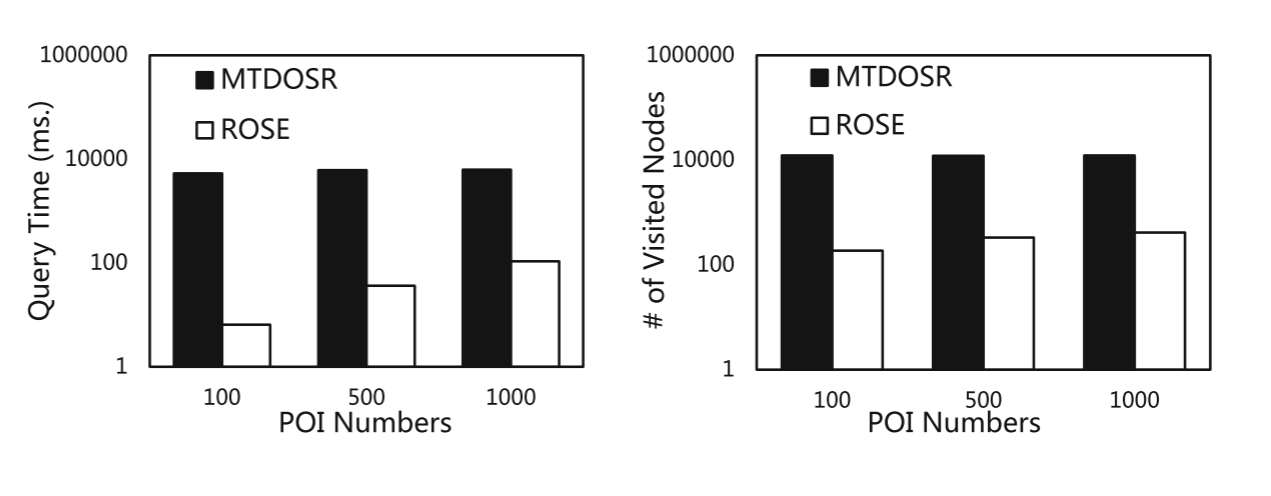 1000000
10000
100
1
Query Time (ms.)
MTDOSR
ROSE
100 500 1000
POI Numbers
1000000
10000
100
1
# of Visited Nodes
MTDOSR
ROSE
100 500 1000
POI Numbers